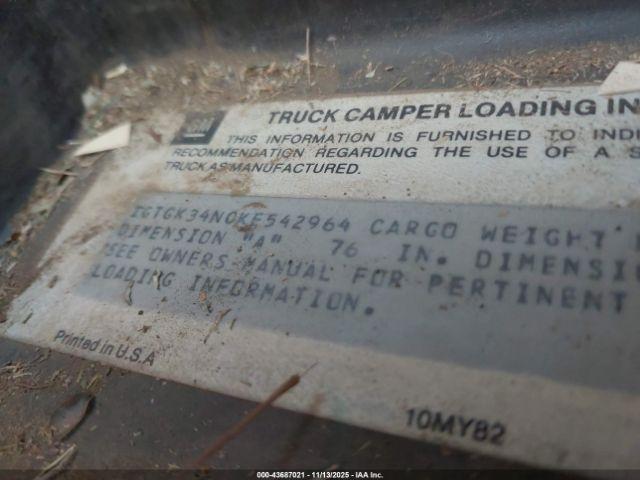 GM
TRUCK CAMPER LOADING IN
THIS INFORMATION IS FURNISHED TO INDI
RECOMMENDATION REGARDING THE USE OF A S
TRUCK AS MANUFACTURED.
1GTGK34N0KE542964 CARGO WEIGHT
DIMENSION "A" 76 IN. DIMENSIO
SEE OWNERS MANUAL FOR PERTINENT
LOADING INFORMATION.
Printed in U.S.A
10MY82
000-43687021 - 11/13/2025 - IAA Inc.